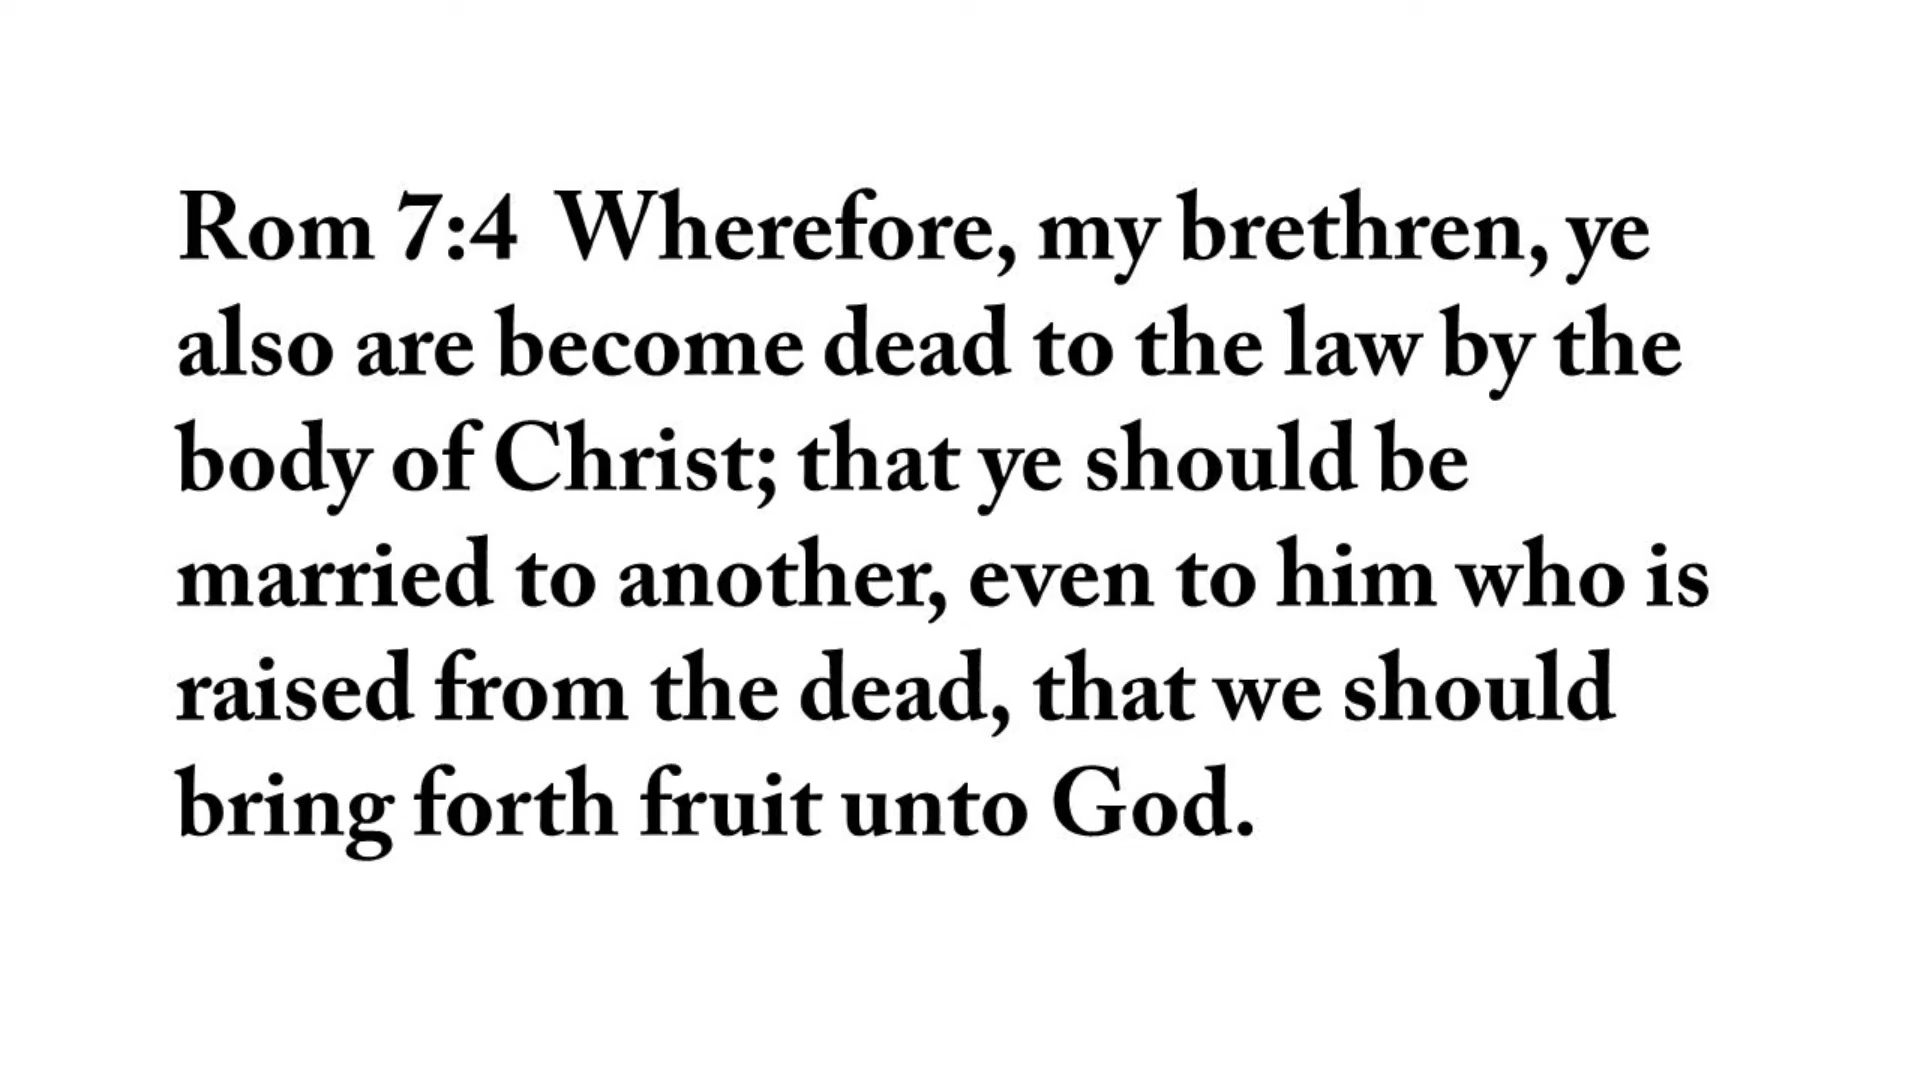 Rom 7:4  Wherefore, my brethren, ye
also are become dead to the law by the
body of Christ; that ye should be
married to another, even to him who is
raised from the dead, that we should
bring forth fruit unto God.